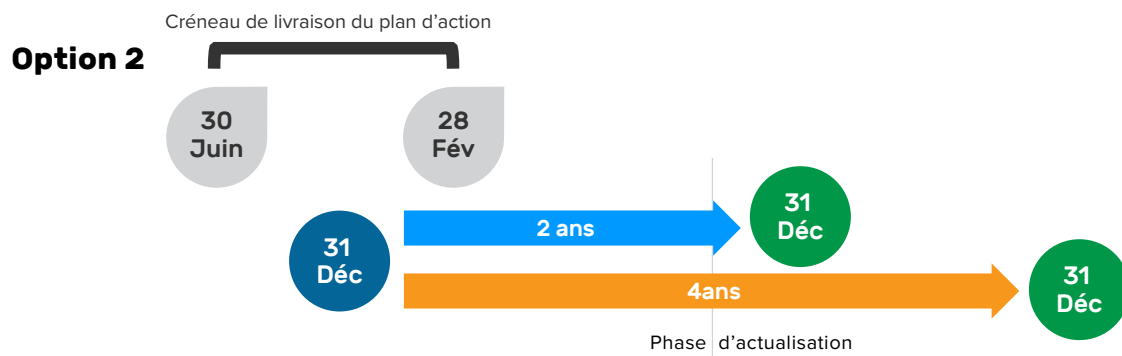 Créneau de livraison du plan d’action
Option 2
30
Juin
28
Fév
31
Déc
2 ans
31
Déc
4ans
31
Déc
Phase d’actualisation